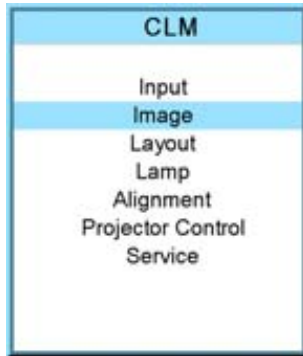 CLM
Input
Image
Layout
Lamp
Alignment
Projector Control
Service